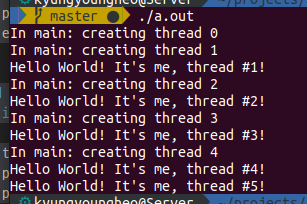 kyungyoungheo@Server ~/projects/
master ● ./a.out
In main: creating thread 0
In main: creating thread 1
Hello World! It's me, thread #1!
In main: creating thread 2
Hello World! It's me, thread #2!
In main: creating thread 3
Hello World! It's me, thread #3!
In main: creating thread 4
Hello World! It's me, thread #4!
Hello World! It's me, thread #5!
kyungyoungheo@Server ~/projects/